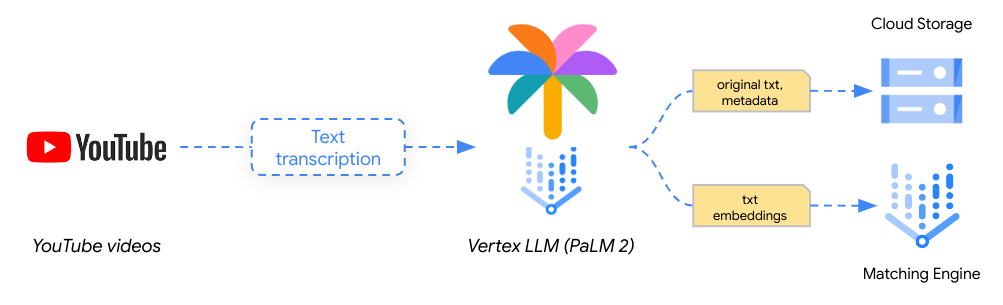 YouTube
YouTube videos
Text
transcription
Vertex LLM (PaLM 2)
original txt,
metadata
txt
embeddings
Cloud Storage
Matching Engine